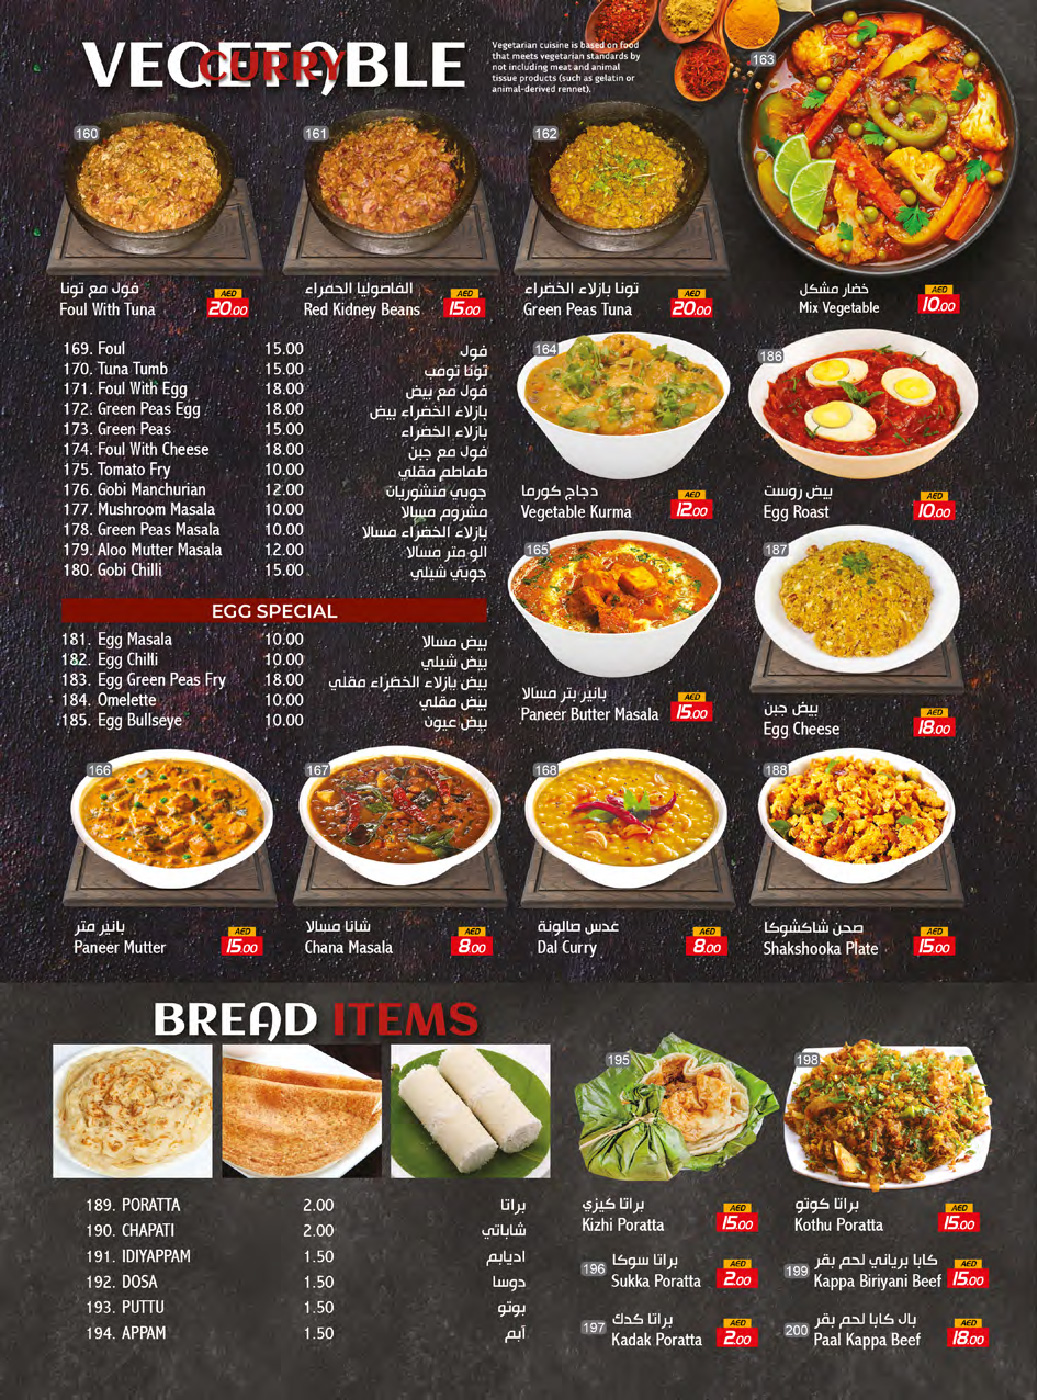 VEGETABLE
CURRY
Vegetarian cuisine is based on food
that meets vegetarian standards by
not including meat and animal
tissue products (such as gelatin or
animal-derived rennet).
160
161
162
163
فول مع تونا
Foul With Tuna
AED
20.00
الفاصوليا الحمراء
Red Kidney Beans
AED
15.00
تونا بازلاء الخضراء
Green Peas Tuna
AED
20.00
خضار مشكل
Mix Vegetable
AED
10.00
169. Foul 15.00 فول
170. Tuna Tumb 15.00 تونا تومب
171. Foul With Egg 18.00 فول مع بيض
172. Green Peas Egg 18.00 بازلاء الخضراء بيض
173. Green Peas 15.00 بازلاء الخضراء
174. Foul With Cheese 18.00 فول مع جبن
175. Tomato Fry 10.00 طماطم مقلي
176. Gobi Manchurian 12.00 جوبي منشوريان
177. Mushroom Masala 10.00 مشروم مسالا
178. Green Peas Masala 10.00 بازلاء الخضراء مسالا
179. Aloo Mutter Masala 12.00 الو متر مسالا
180. Gobi Chilli 15.00 جوبي شيلي
164
دجاج كورما
Vegetable Kurma
AED
12.00
186
بيض روست
Egg Roast
AED
10.00
EGG SPECIAL
181. Egg Masala 10.00 بيض مسالا
182. Egg Chilli 10.00 بيض شيلي
183. Egg Green Peas Fry 18.00 بيض بازلاء الخضراء مقلي
184. Omelette 10.00 بيض مقلي
185. Egg Bullseye 10.00 بيض عيون
165
بانير بتر مسالا
Paneer Butter Masala
AED
15.00
187
بيض جبن
Egg Cheese
AED
18.00
166
بانير متر
Paneer Mutter
AED
15.00
167
شانا مسالا
Chana Masala
AED
8.00
168
عدس صالونة
Dal Curry
AED
8.00
188
صحن شاكشوكا
Shakshooka Plate
AED
15.00
BREAD ITEMS
189. PORATTA 2.00 براتا
190. CHAPATI 2.00 شاباتي
191. IDIYAPPAM 1.50 اديابم
192. DOSA 1.50 دوسا
193. PUTTU 1.50 بوتو
194. APPAM 1.50 آبم
195
براتا كيزي
Kizhi Poratta
AED
15.00
198
براتا كوتو
Kothu Poratta
AED
15.00
196
براتا سوكا
Sukka Poratta
AED
2.00
199
كابا برياني لحم بقر
Kappa Biriyani Beef
AED
15.00
197
براتا كدك
Kadak Poratta
AED
2.00
200
بال كابا لحم بقر
Paal Kappa Beef
AED
18.00